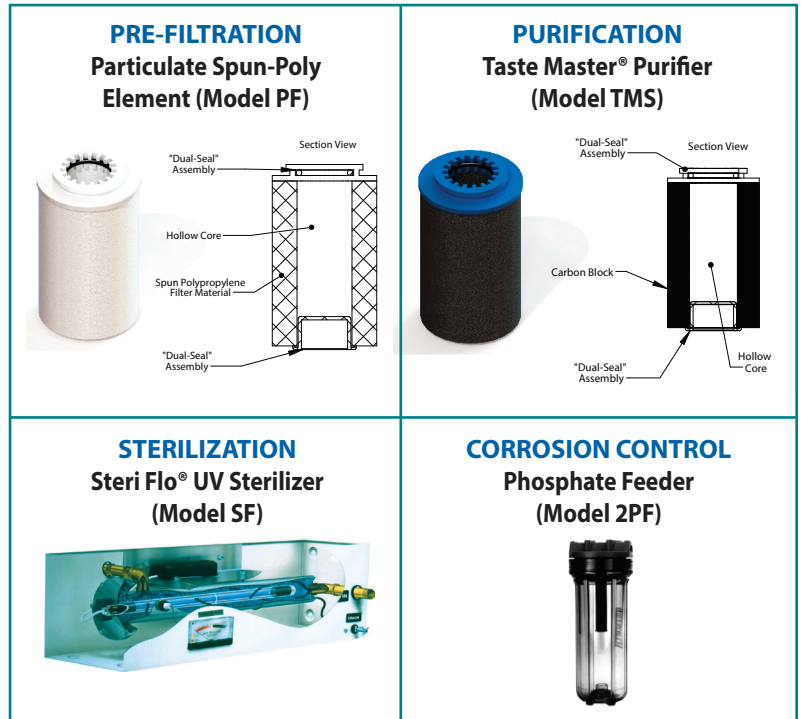 PRE-FILTRATION
Particulate Spun-Poly
Element (Model PF)
Section View
"Dual-Seal"
Assembly
Hollow Core
Spun Polypropylene
Filter Material
"Dual-Seal"
Assembly
PURIFICATION
Taste Master® Purifier
(Model TMS)
Section View
"Dual-Seal"
Assembly
Carbon Block
"Dual-Seal"
Assembly
Hollow
Core
STERILIZATION
Steri Flo® UV Sterilizer
(Model SF)
DRAIN
CORROSION CONTROL
Phosphate Feeder
(Model 2PF)